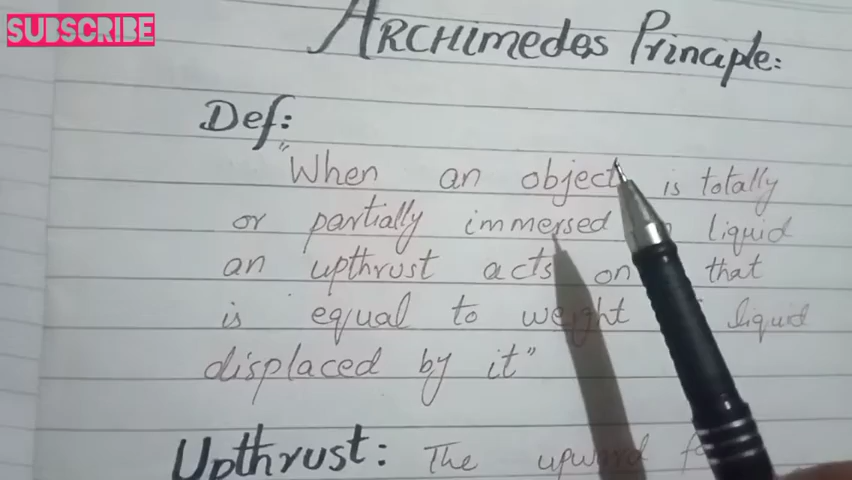 SUBSCRIBE
ARCHimedes Principle:
Def:
"When an object is totally
or partially immersed liquid
an upthrust acts on that
is equal to weight liquid
displaced by it"
Upthrust: The upward